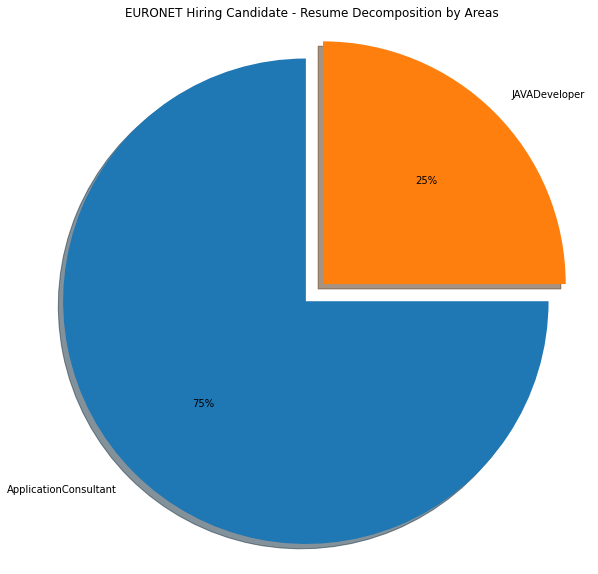 EURONET Hiring Candidate - Resume Decomposition by Areas
JAVADeveloper
25%
75%
ApplicationConsultant